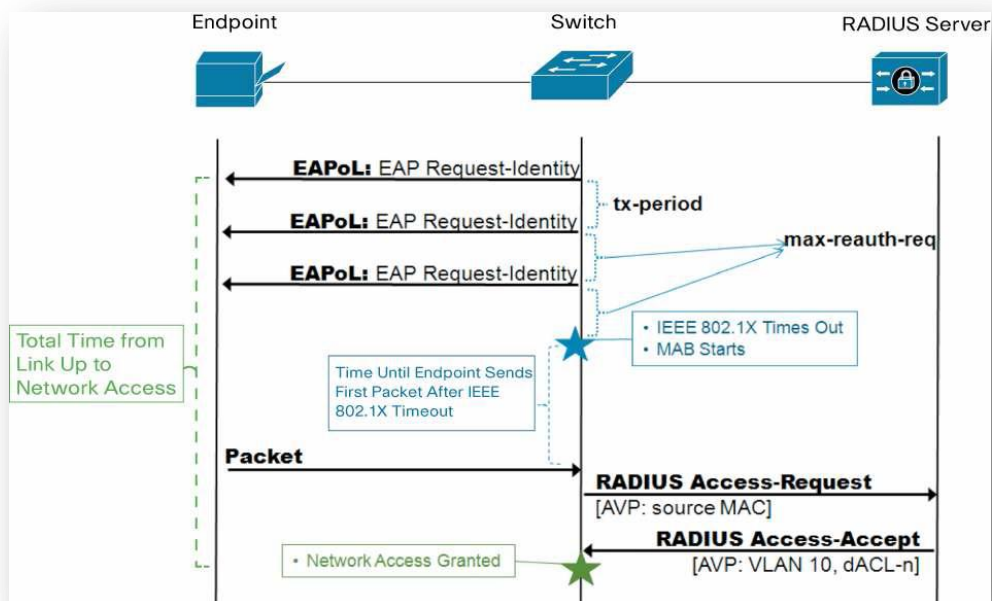 Endpoint
Switch
RADIUS Server
EAPoL: EAP Request-Identity
tx-period
EAPoL: EAP Request-Identity
max-reauth-req
EAPoL: EAP Request-Identity
• IEEE 802.1X Times Out
• MAB Starts
Total Time from
Link Up to
Network Access
Time Until Endpoint Sends
First Packet After IEEE
802.1X Timeout
Packet
RADIUS Access-Request
[AVP: source MAC]
RADIUS Access-Accept
[AVP: VLAN 10, dACL-n]
• Network Access Granted